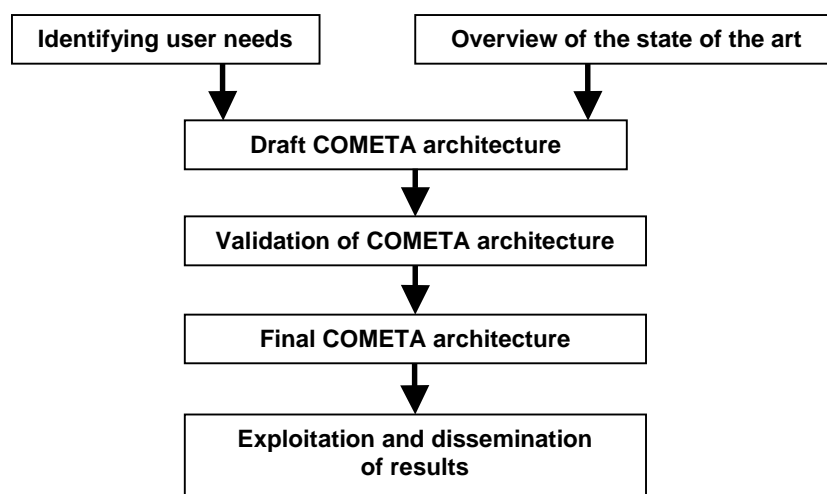 Identifying user needs
Overview of the state of the art
Draft COMETA architecture
Validation of COMETA architecture
Final COMETA architecture
Exploitation and dissemination
of results